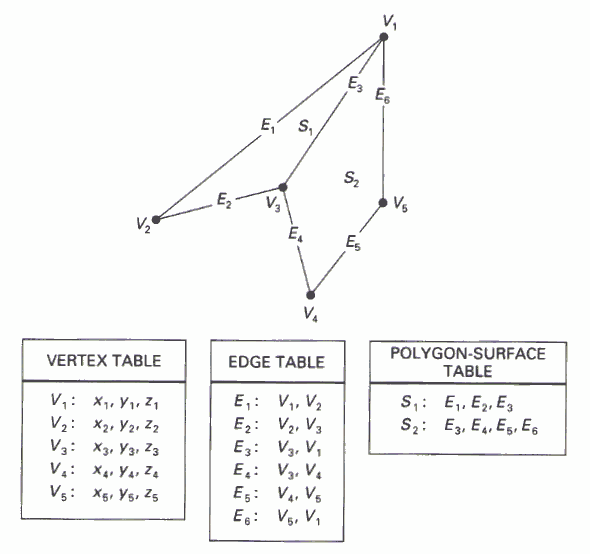 V₁
E₃
E₆
E₁
S₁
S₂
E₂
V₃
V₅
V₂
E₄
E₅
V₄
VERTEX TABLE
V₁: x₁, y₁, z₁
V₂: x₂, y₂, z₂
V₃: x₃, y₃, z₃
V₄: x₄, y₄, z₄
V₅: x₅, y₅, z₅
EDGE TABLE
E₁: V₁, V₂
E₂: V₂, V₃
E₃: V₃, V₁
E₄: V₃, V₄
E₅: V₄, V₅
E₆: V₅, V₁
POLYGON-SURFACE
TABLE
S₁: E₁, E₂, E₃
S₂: E₃, E₄, E₅, E₆